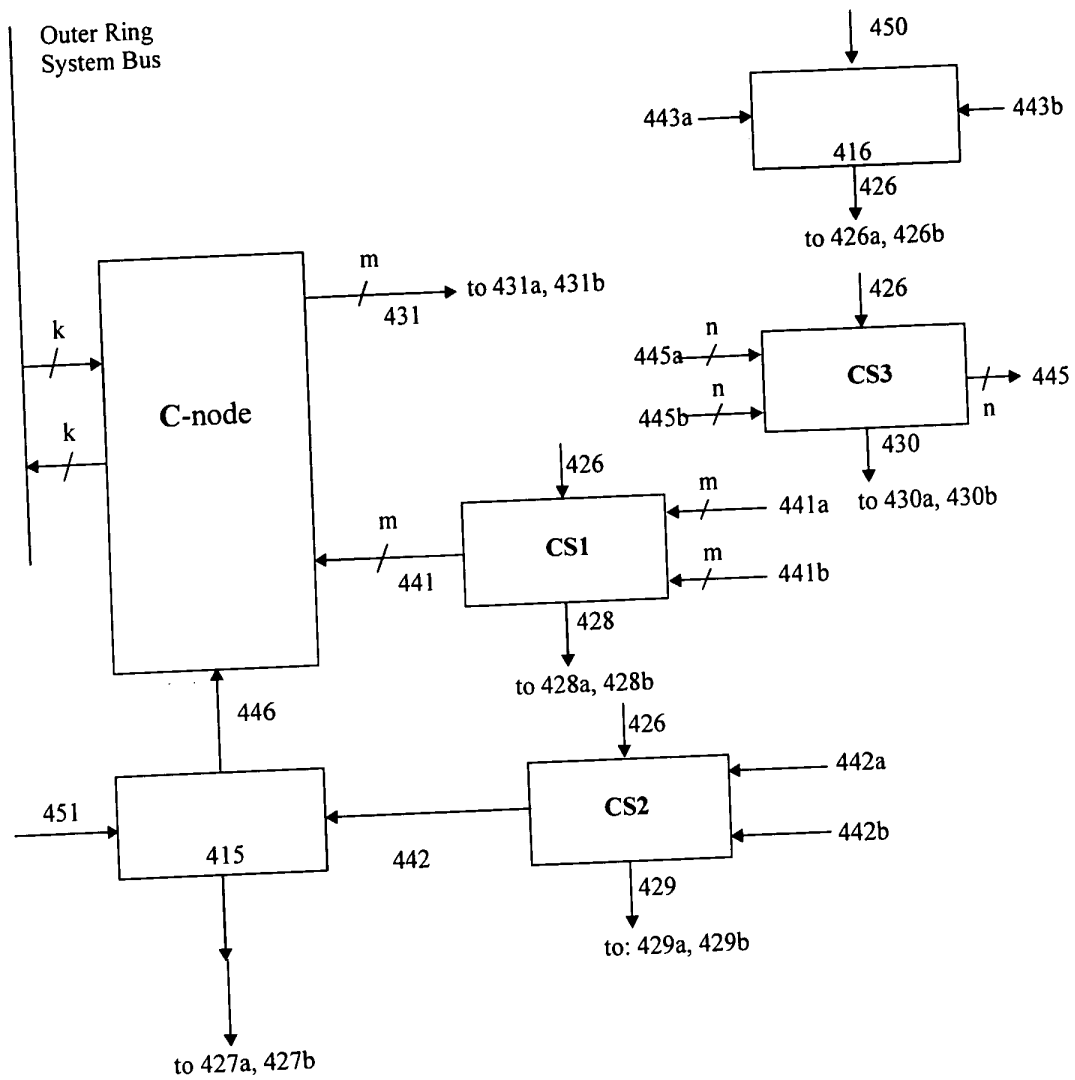 Outer Ring
System Bus
450
443a
443b
416
426
to 426a, 426b
m
to 431a, 431b
431
426
k
n
445a
CS3
445
n
n
445b
430
to 430a, 430b
C-node
k
426
m
441a
m
CS1
m
441
441b
428
to 428a, 428b
446
426
442a
CS2
451
442b
415
442
429
to: 429a, 429b
to 427a, 427b